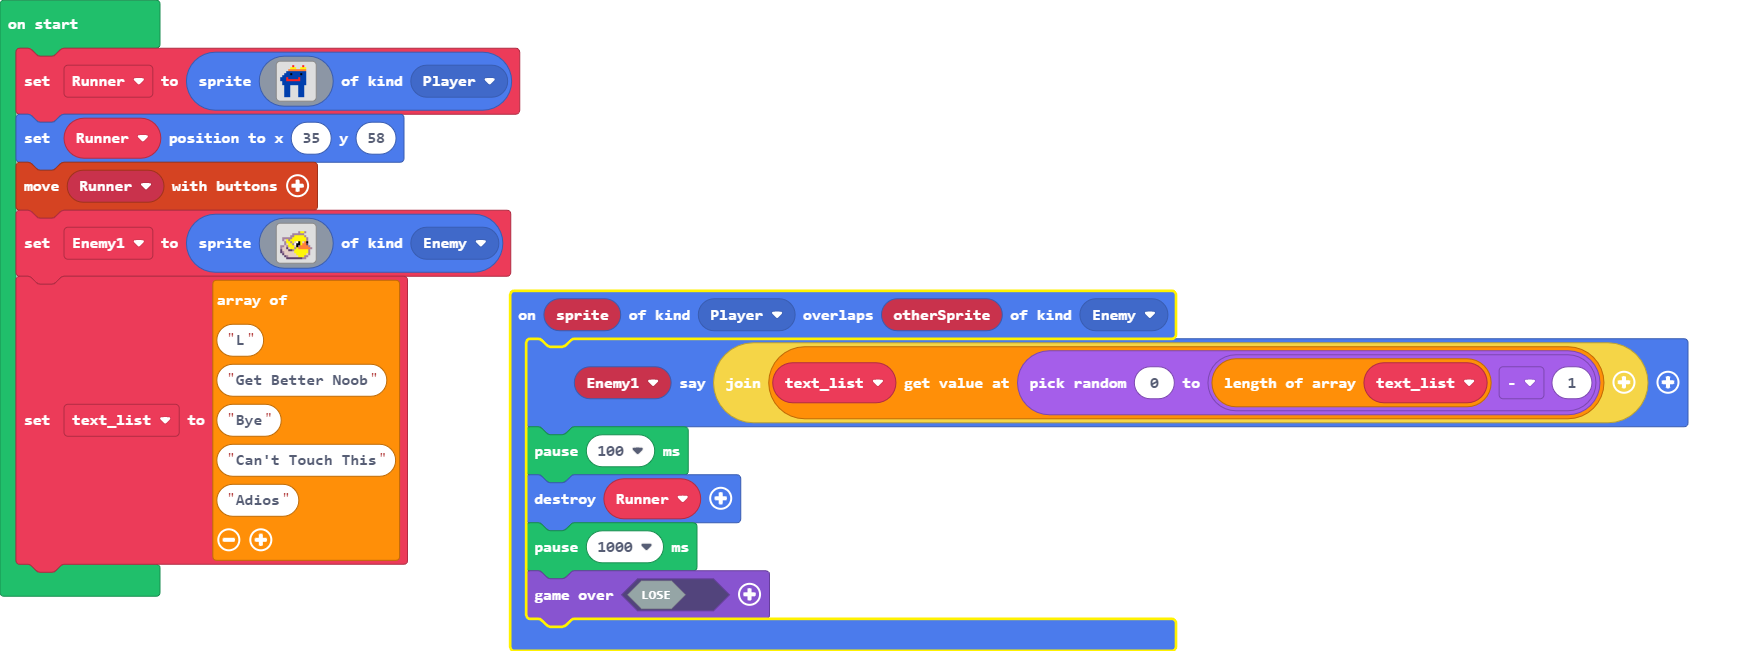 on start
set Runner to sprite of kind Player
set Runner position to x 35 y 58
move Runner with buttons
set Enemy1 to sprite of kind Enemy
set text_list to
array of
"L"
"Get Better Noob"
"Bye"
"Can't Touch This"
"Adios"
on sprite of kind Player overlaps otherSprite of kind Enemy
Enemy1 say join text_list get value at pick random 0 to length of array text_list - 1
pause 100 ms
destroy Runner
pause 1000 ms
game over LOSE